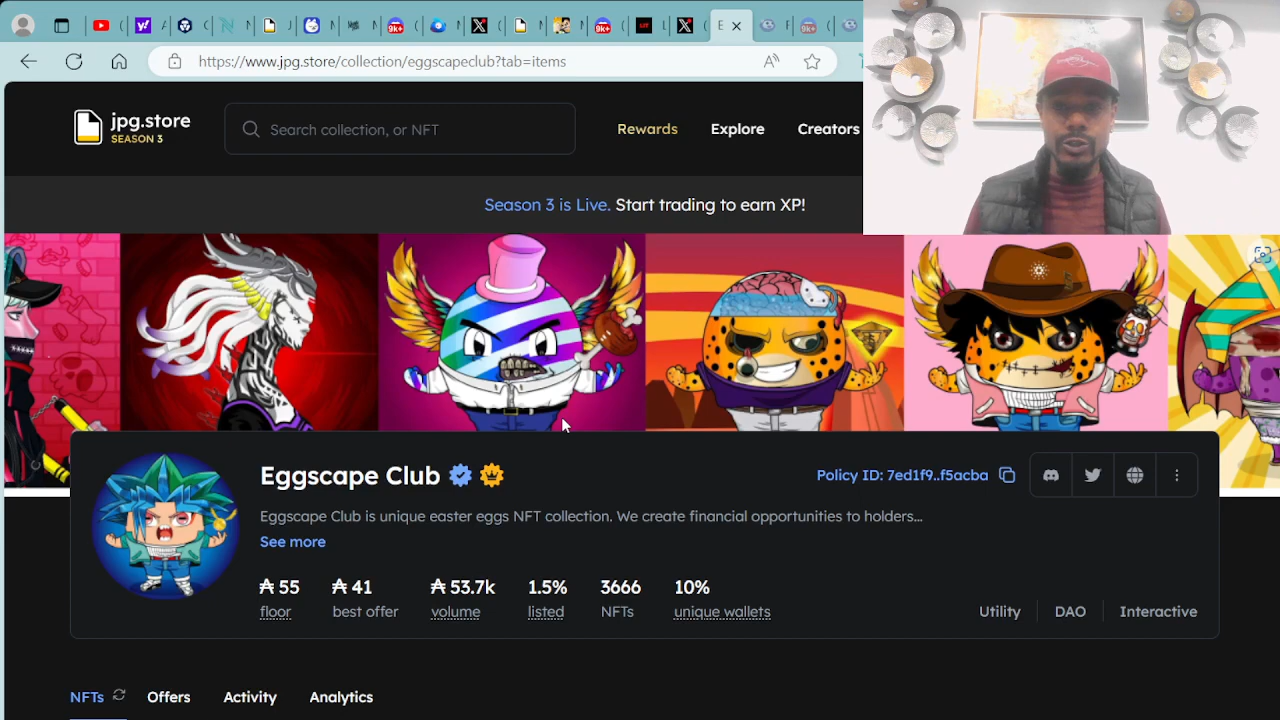 9k+
9k+
9k+
E
https://www.jpg.store/collection/eggscapeclub?tab=items
jpg.store
SEASON 3
Search collection, or NFT
Rewards
Explore
Creators
Season 3 is Live. Start trading to earn XP!
Eggscape Club
Policy ID: 7ed1f9..f5acba
Eggscape Club is unique easter eggs NFT collection. We create financial opportunities to holders...
See more
₳ 55
₳ 41
₳ 53.7k
1.5%
3666
10%
floor
best offer
volume
listed
NFTs
unique wallets
Utility
DAO
Interactive
NFTs
Offers
Activity
Analytics